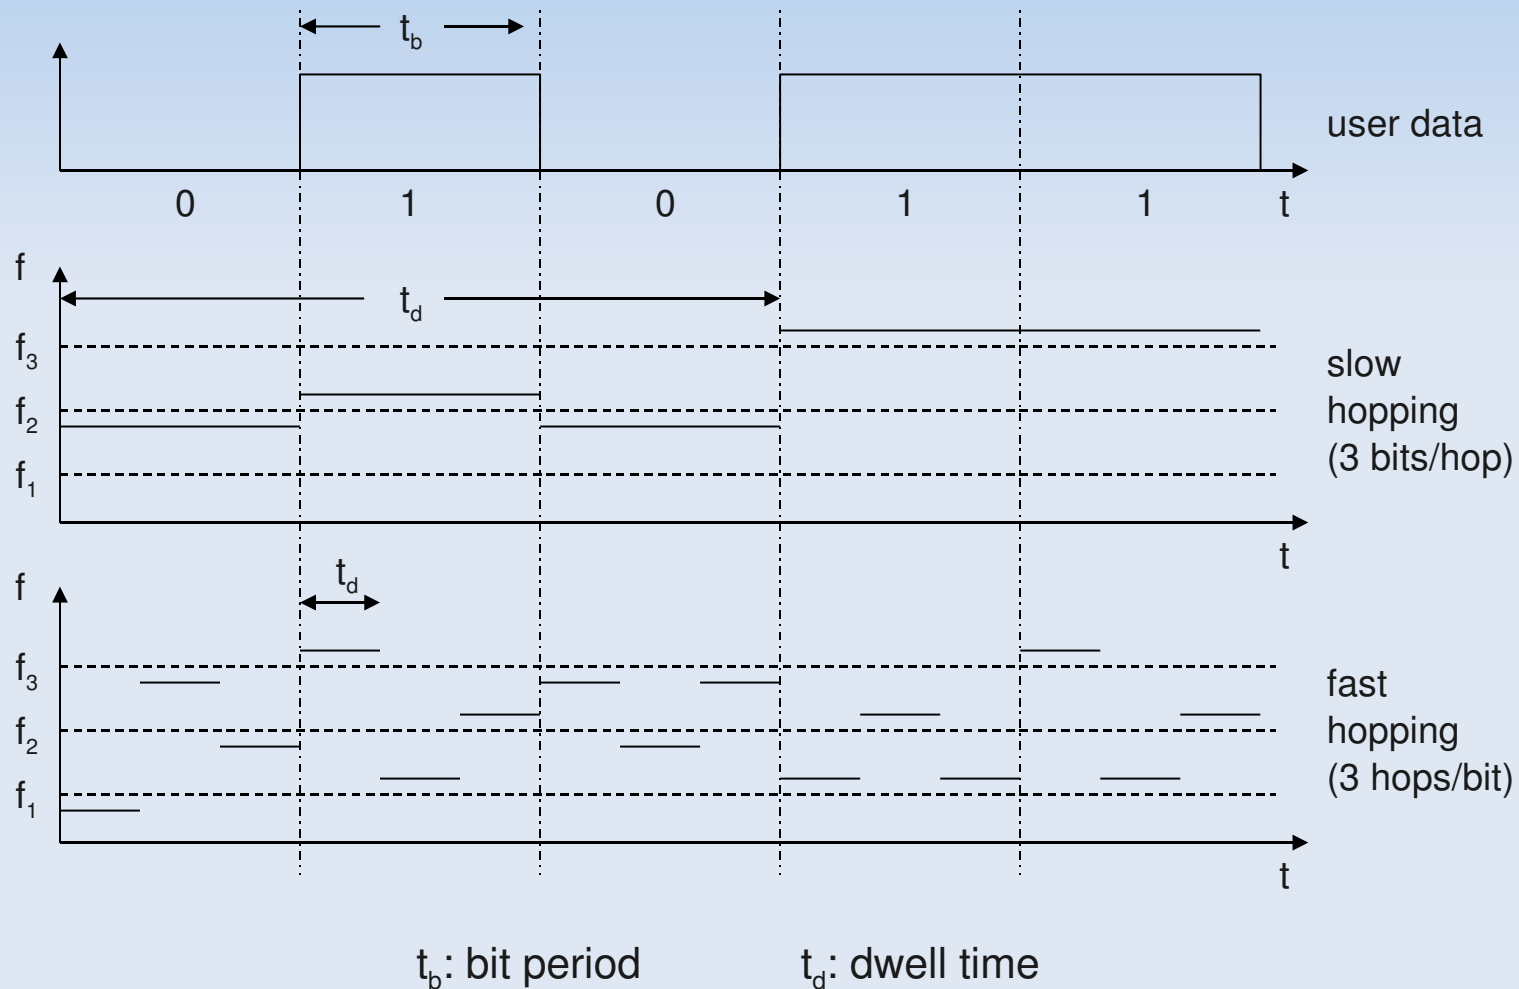 t_b
user data
0 1 0 1 1 t
f
t_d
f_3
f_2
f_1
slow
hopping
(3 bits/hop)
t
f
t_d
f_3
f_2
f_1
fast
hopping
(3 hops/bit)
t
t_b: bit period t_d: dwell time